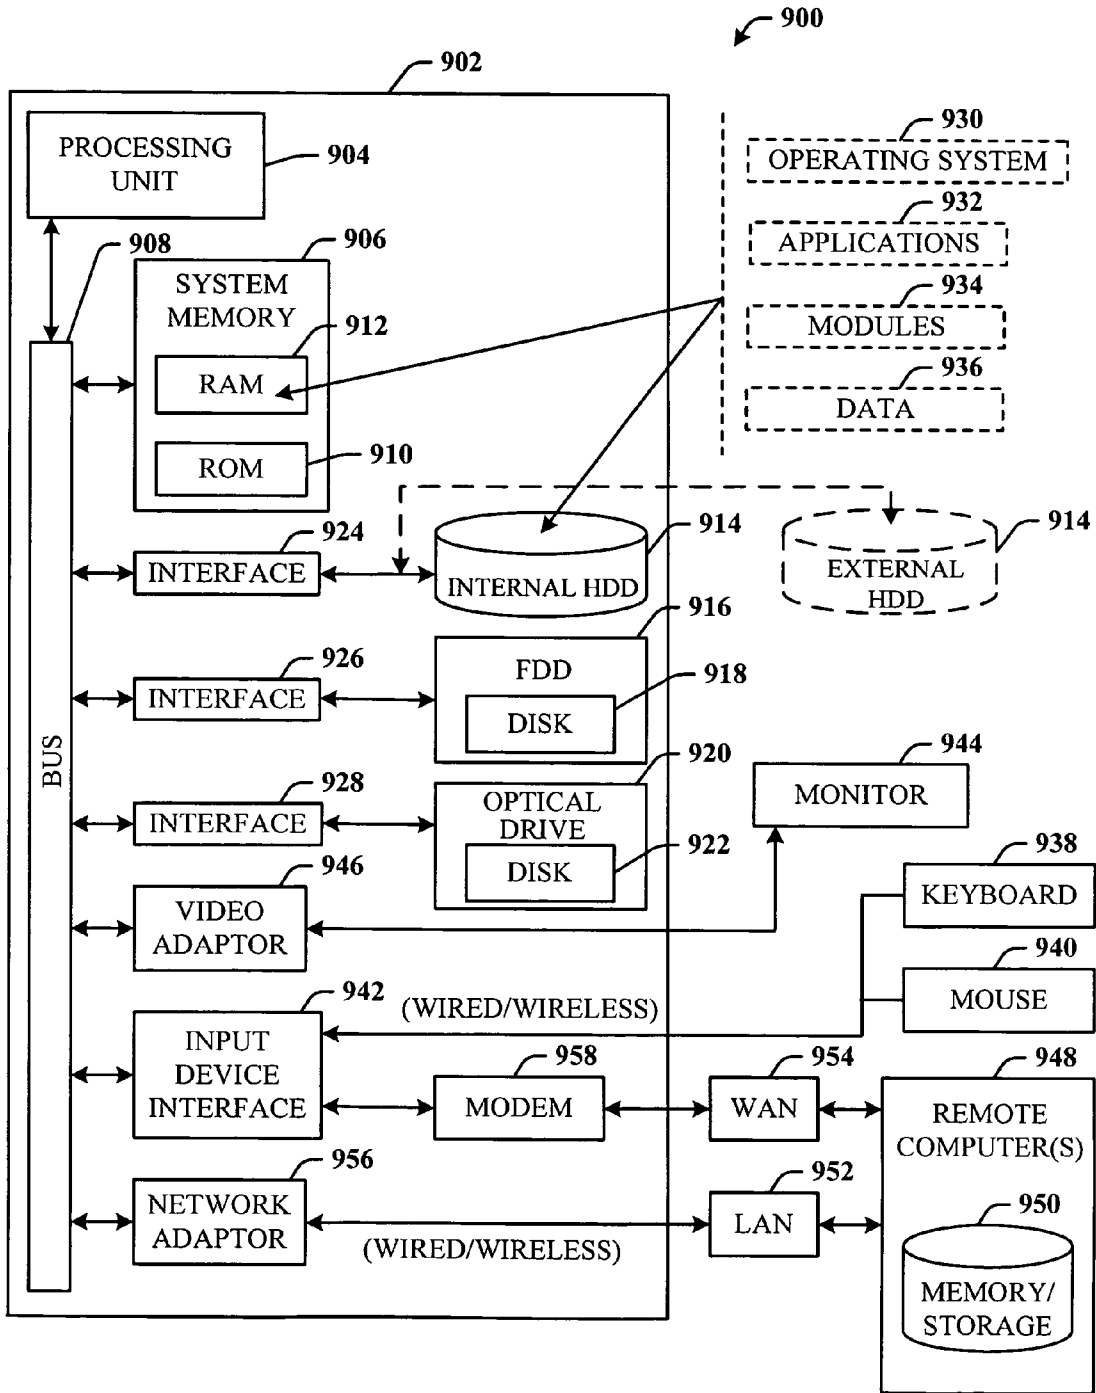 900
902
PROCESSING
UNIT
904
930
OPERATING SYSTEM
932
APPLICATIONS
934
MODULES
936
DATA
908
906
SYSTEM
MEMORY
912
RAM
910
ROM
924
INTERFACE
914
INTERNAL HDD
914
EXTERNAL
HDD
916
FDD
918
DISK
926
INTERFACE
BUS
928
INTERFACE
920
OPTICAL
DRIVE
922
DISK
944
MONITOR
946
VIDEO
ADAPTOR
938
KEYBOARD
940
MOUSE
942
INPUT
DEVICE
INTERFACE
(WIRED/WIRELESS)
958
MODEM
954
WAN
948
REMOTE
COMPUTER(S)
956
NETWORK
ADAPTOR
(WIRED/WIRELESS)
952
LAN
950
MEMORY/
STORAGE